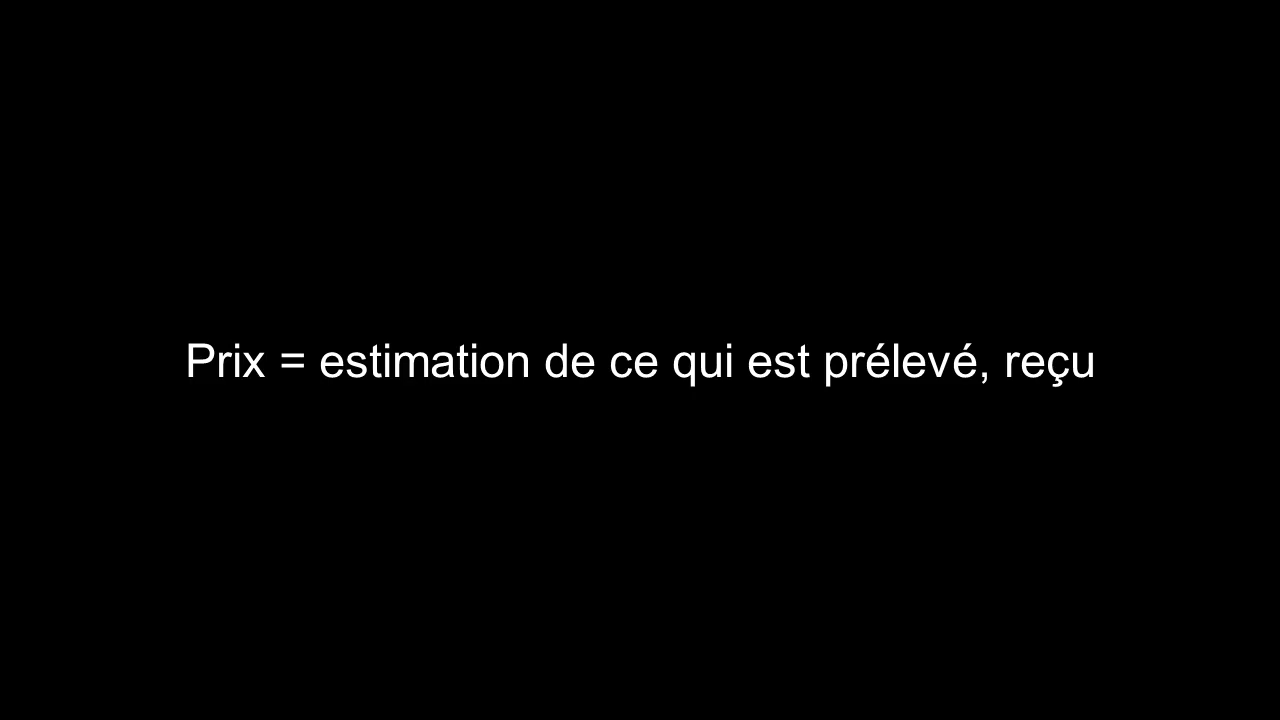 Prix = estimation de ce qui est prélevé, reçu